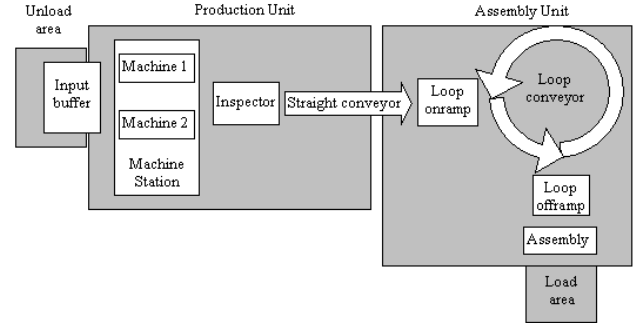 Unload
area
Production Unit
Assembly Unit
Input
buffer
Machine 1
Machine 2
Machine
Station
Inspector
Straight conveyor
Loop
onramp
Loop
conveyor
Loop
offramp
Assembly
Load
area